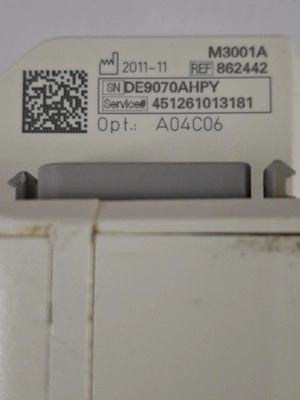 M3001A
2011-11 REF 862442
SN DE9070AHPY
Service# 451261013181
Opt.: A04C06